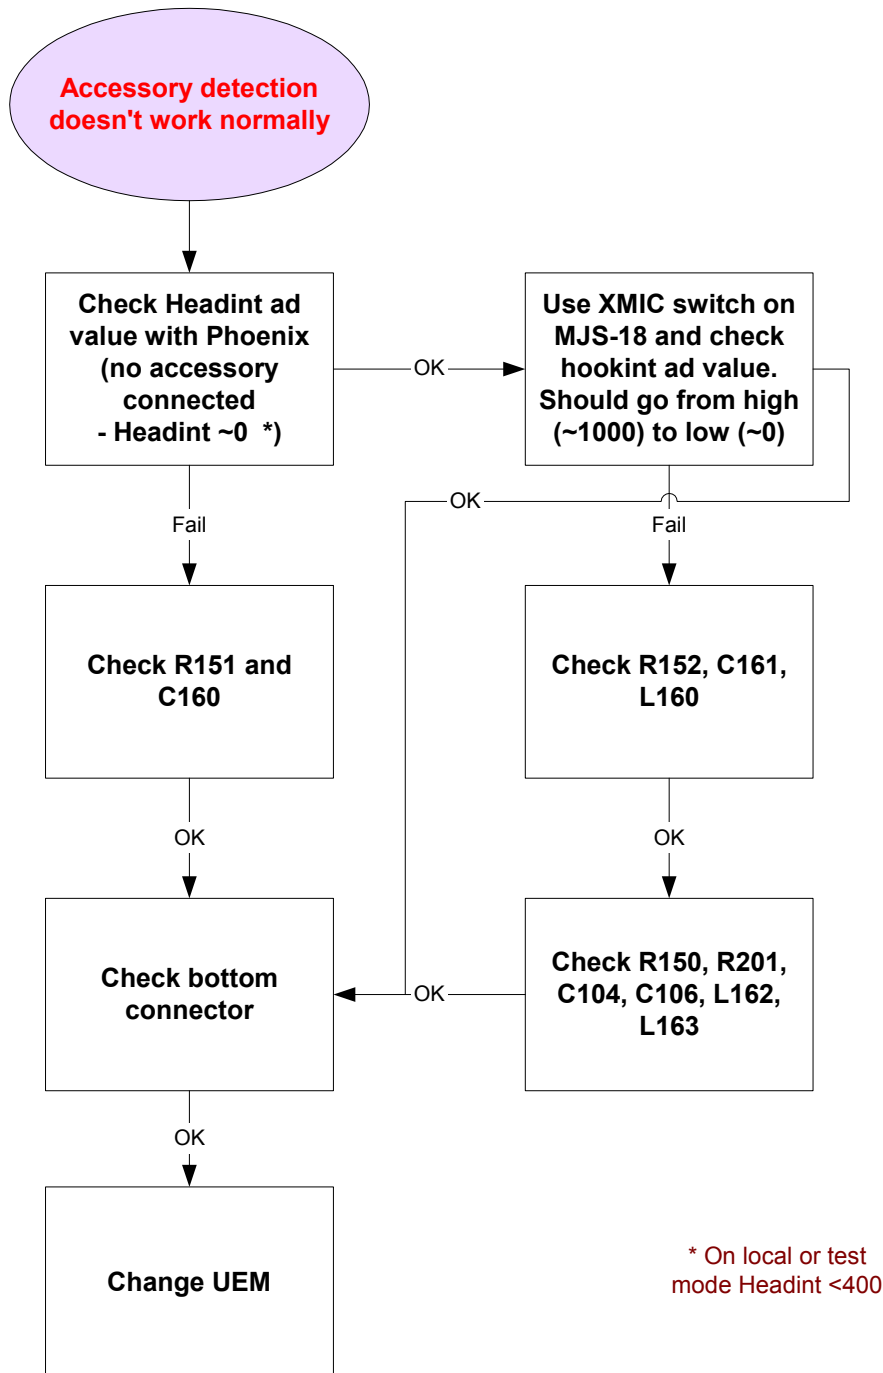 Accessory detection
doesn't work normally
Check Headint ad
value with Phoenix
(no accessory
connected
- Headint ~0  *)
OK
Use XMIC switch on
MJS-18 and check
hookint ad value.
Should go from high
(~1000) to low (~0)
OK
Fail
Fail
Check R151 and
C160
Check R152, C161,
L160
OK
OK
Check bottom
connector
OK
Check R150, R201,
C104, C106, L162,
L163
OK
Change UEM
* On local or test
mode Headint <400